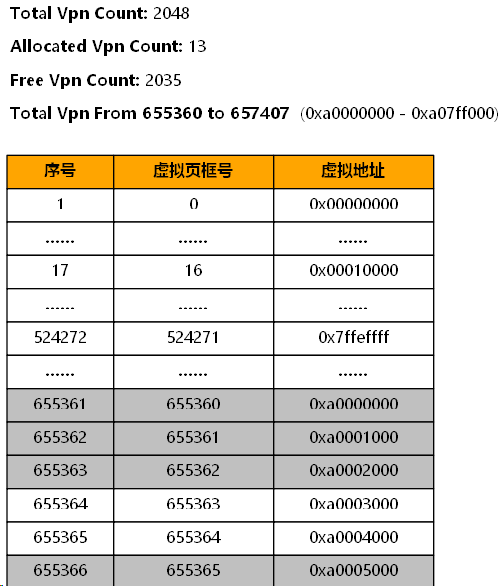 Total Vpn Count: 2048
Allocated Vpn Count: 13
Free Vpn Count: 2035
Total Vpn From 655360 to 657407 (0xa0000000 - 0xa07ff000)
序号 虚拟页框号 虚拟地址
1 0 0x00000000
...... ...... ......
17 16 0x00010000
...... ...... ......
524272 524271 0x7ffeffff
...... ...... ......
655361 655360 0xa0000000
655362 655361 0xa0001000
655363 655362 0xa0002000
655364 655363 0xa0003000
655365 655364 0xa0004000
655366 655365 0xa0005000